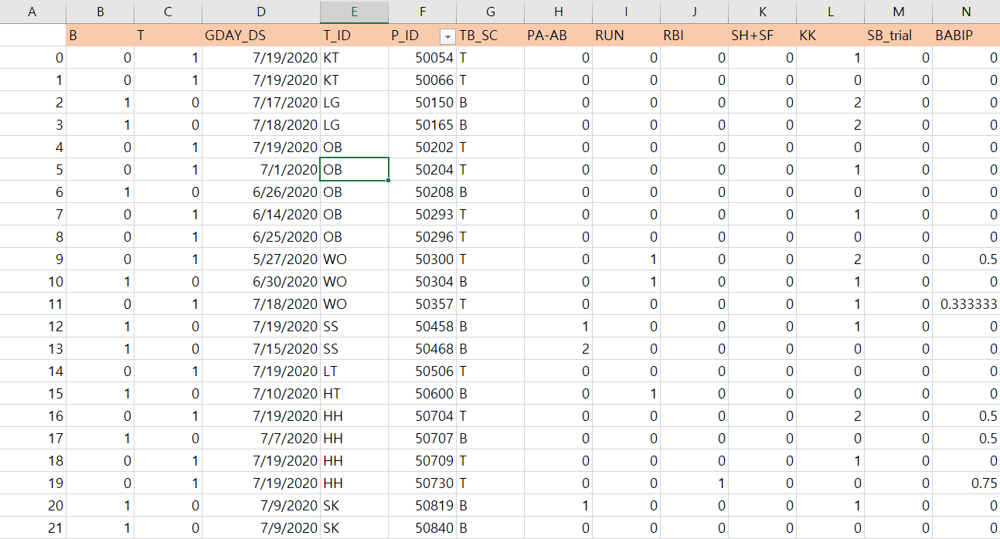 A B C D E F G H I J K L M N
B T GDAY_DS T_ID P_ID TB_SC PA-AB RUN RBI SH+SF KK SB_trial BABIP
0 0 1 7/19/2020 KT 50054 T 0 0 0 0 1 0 0
1 0 1 7/19/2020 KT 50066 T 0 0 0 0 0 0 0
2 1 0 7/17/2020 LG 50150 B 0 0 0 0 2 0 0
3 1 0 7/18/2020 LG 50165 B 0 0 0 0 2 0 0
4 0 1 7/19/2020 OB 50202 T 0 0 0 0 0 0 0
5 0 1 7/1/2020 OB 50204 T 0 0 0 0 1 0 0
6 1 0 6/26/2020 OB 50208 B 0 0 0 0 0 0 0
7 0 1 6/14/2020 OB 50293 T 0 0 0 0 1 0 0
8 0 1 6/25/2020 OB 50296 T 0 0 0 0 0 0 0
9 0 1 5/27/2020 WO 50300 T 0 1 0 0 2 0 0.5
10 1 0 6/30/2020 WO 50304 B 0 1 0 0 1 0 0
11 0 1 7/18/2020 WO 50357 T 0 0 0 0 1 0 0.333333
12 1 0 7/19/2020 SS 50458 B 1 0 0 0 1 0 0
13 1 0 7/15/2020 SS 50468 B 2 0 0 0 0 0 0
14 0 1 7/19/2020 LT 50506 T 0 0 0 0 0 0 0
15 1 0 7/10/2020 HT 50600 B 0 1 0 0 0 0 0
16 0 1 7/19/2020 HH 50704 T 0 0 0 0 2 0 0.5
17 1 0 7/7/2020 HH 50707 B 0 0 0 0 0 0 0.5
18 0 1 7/19/2020 HH 50709 T 0 0 0 0 1 0 0
19 0 1 7/19/2020 HH 50730 T 0 0 1 0 0 0 0.75
20 1 0 7/9/2020 SK 50819 B 1 0 0 0 1 0 0
21 1 0 7/9/2020 SK 50840 B 0 0 0 0 0 0 0